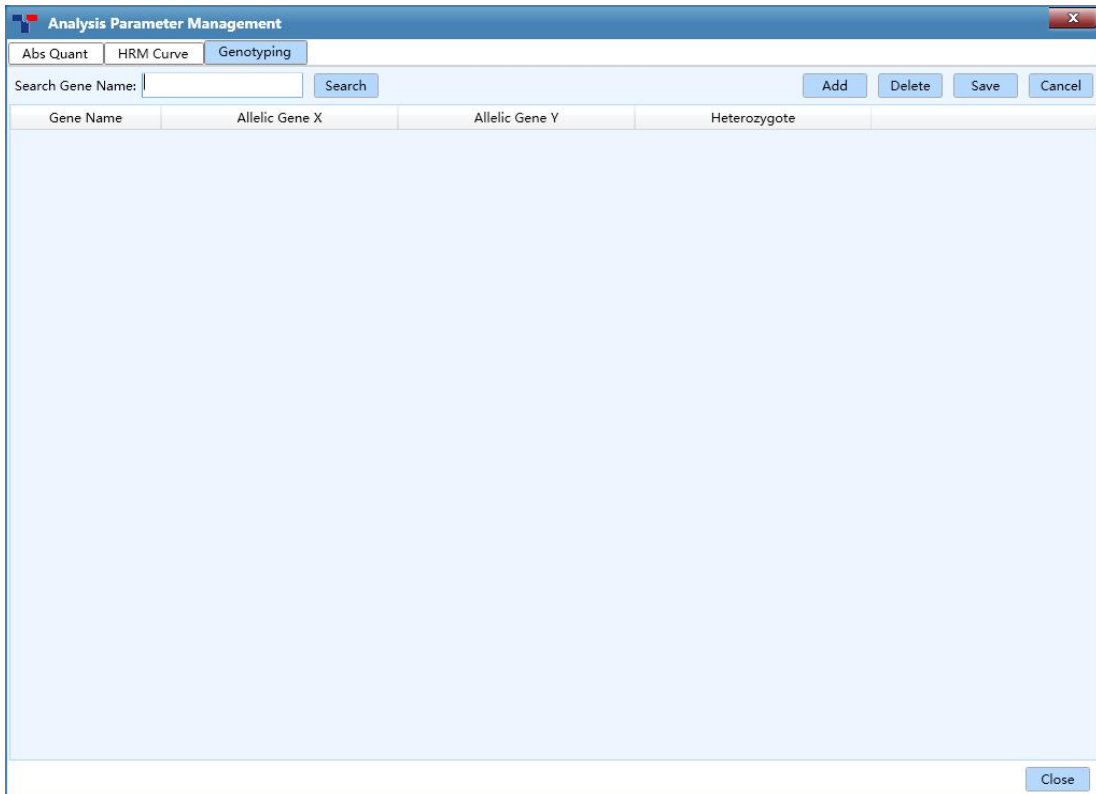 Analysis Parameter Management
x
Abs Quant HRM Curve Genotyping
Search Gene Name: Search Add Delete Save Cancel
Gene Name Allelic Gene X Allelic Gene Y Heterozygote
Close